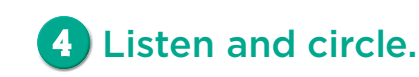 4 Listen and circle.